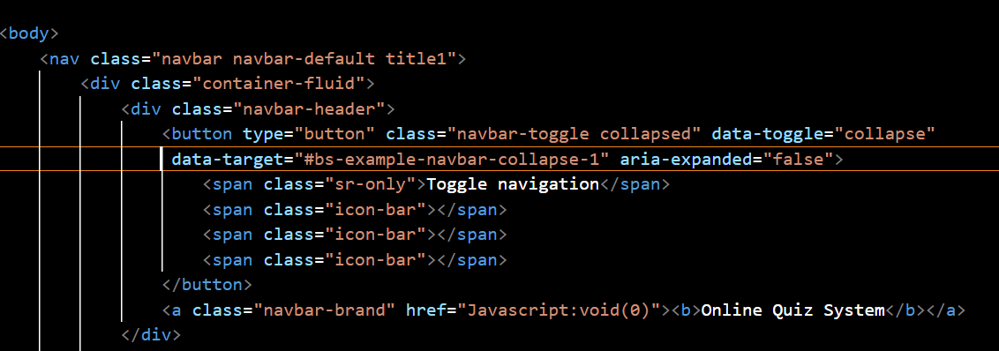 <body>
<nav class="navbar navbar-default title1">
<div class="container-fluid">
<div class="navbar-header">
<button type="button" class="navbar-toggle collapsed" data-toggle="collapse"
data-target="#bs-example-navbar-collapse-1" aria-expanded="false">
<span class="sr-only">Toggle navigation</span>
<span class="icon-bar"></span>
<span class="icon-bar"></span>
<span class="icon-bar"></span>
</button>
<a class="navbar-brand" href="Javascript:void(0)"><b>Online Quiz System</b></a>
</div>